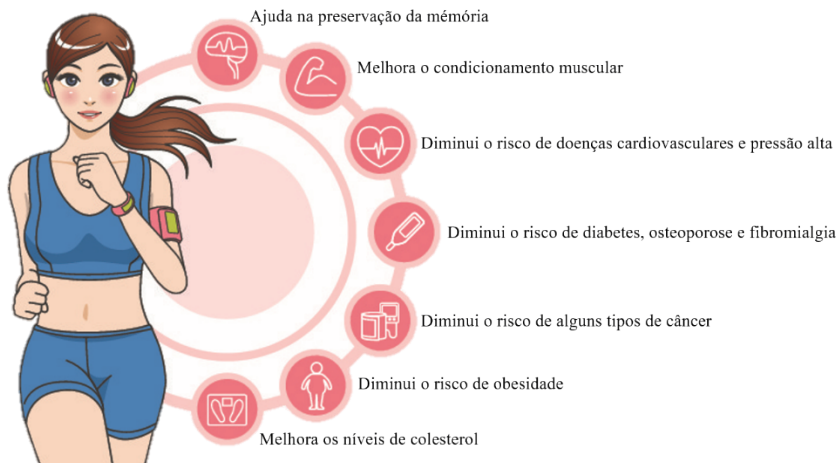 Ajuda na preservação da mémória
Melhora o condicionamento muscular
Diminui o risco de doenças cardiovasculares e pressão alta
Diminui o risco de diabetes, osteoporose e fibromialgia
Diminui o risco de alguns tipos de câncer
Diminui o risco de obesidade
Melhora os níveis de colesterol